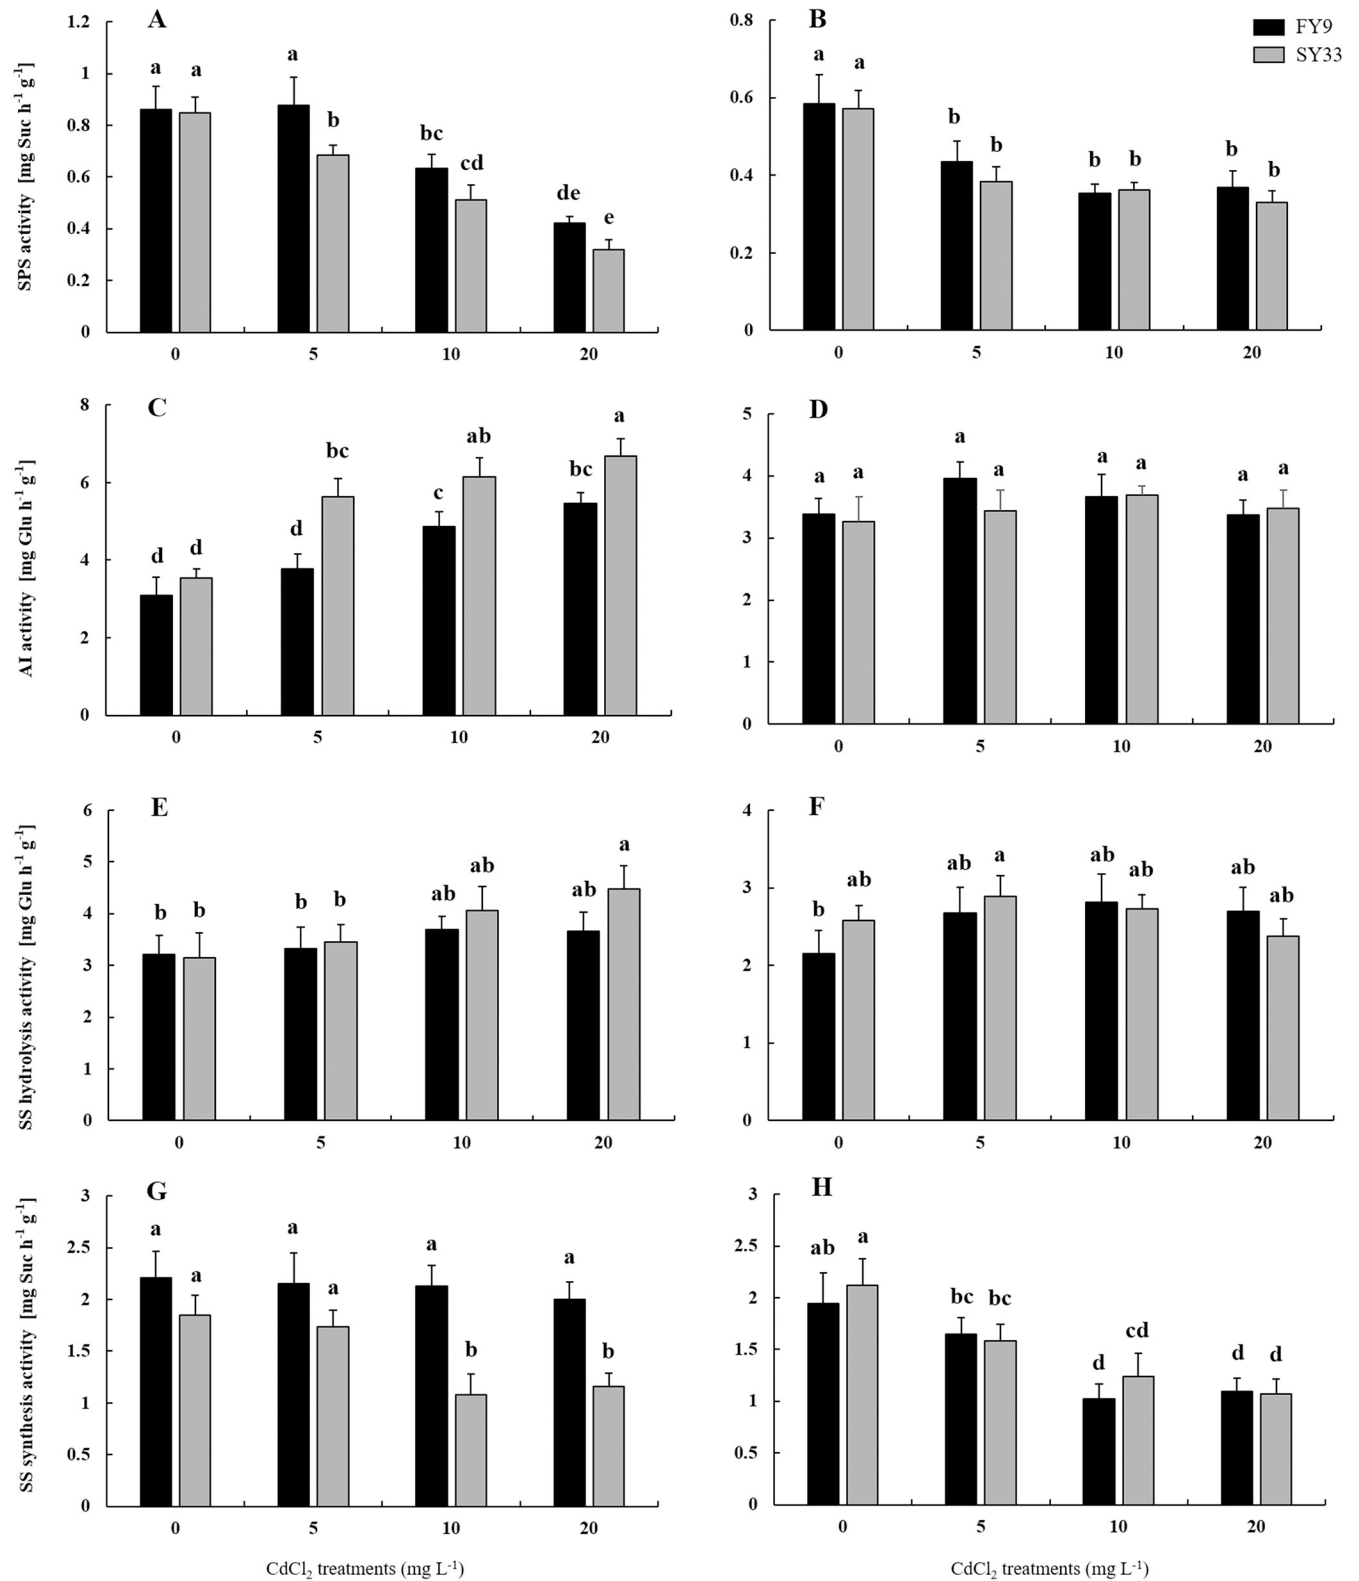 A
SPS activity [mg Suc h-1 g-1]
1.2
1
0.8
0.6
0.4
0.2
0
a a a b bc cd de e
0 5 10 20
B
FY9
SY33
0.8
0.6
0.4
0.2
0
a a b b b b b b
0 5 10 20
C
AI activity [mg Glu h-1 g-1]
8
6
4
2
0
d d d bc c ab bc a
0 5 10 20
D
5
4
3
2
1
0
a a a a a a a a
0 5 10 20
E
SS hydrolysis activity [mg Glu h-1 g-1]
6
5
4
3
2
1
0
b b b b ab ab ab a
0 5 10 20
F
4
3
2
1
0
b ab ab a ab ab ab ab
0 5 10 20
G
SS synthesis activity [mg Suc h-1 g-1]
3
2.5
2
1.5
1
0.5
0
a a a a a b a b
0 5 10 20
CdCl2 treatments (mg L-1)
H
3
2.5
2
1.5
1
0.5
0
ab a bc bc d cd d d
0 5 10 20
CdCl2 treatments (mg L-1)